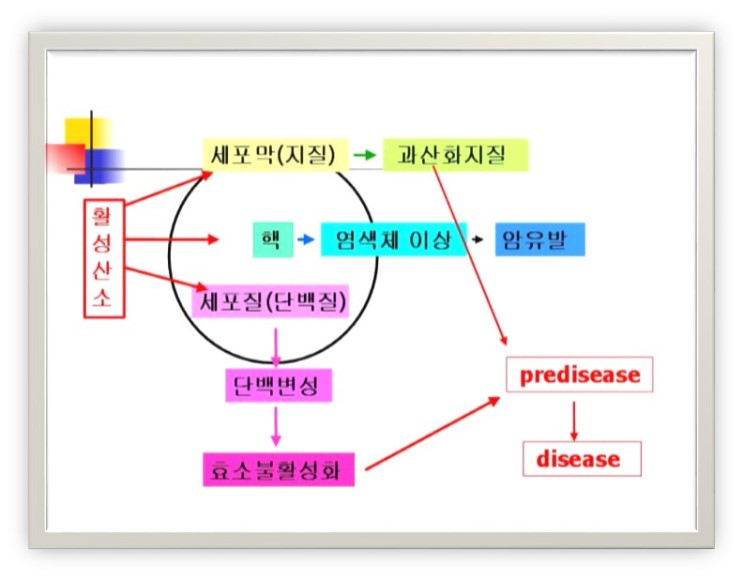 세포막(지질)
과산화지질
활
성
산
소
핵
염색체 이상
암유발
세포질(단백질)
단백변성
predisease
효소불활성화
disease